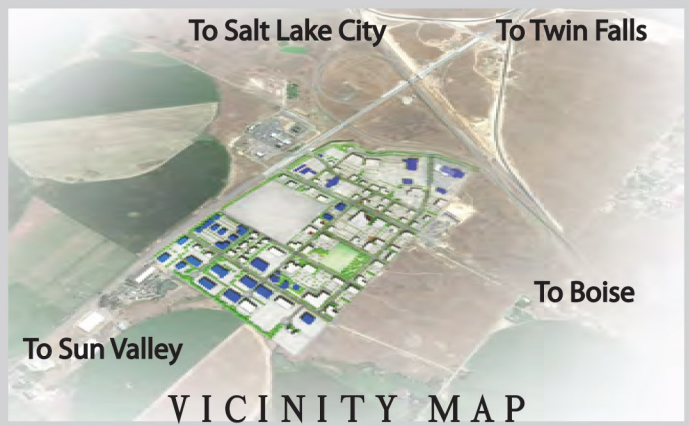 To Salt Lake City
To Twin Falls
To Boise
To Sun Valley
VICINITY MAP